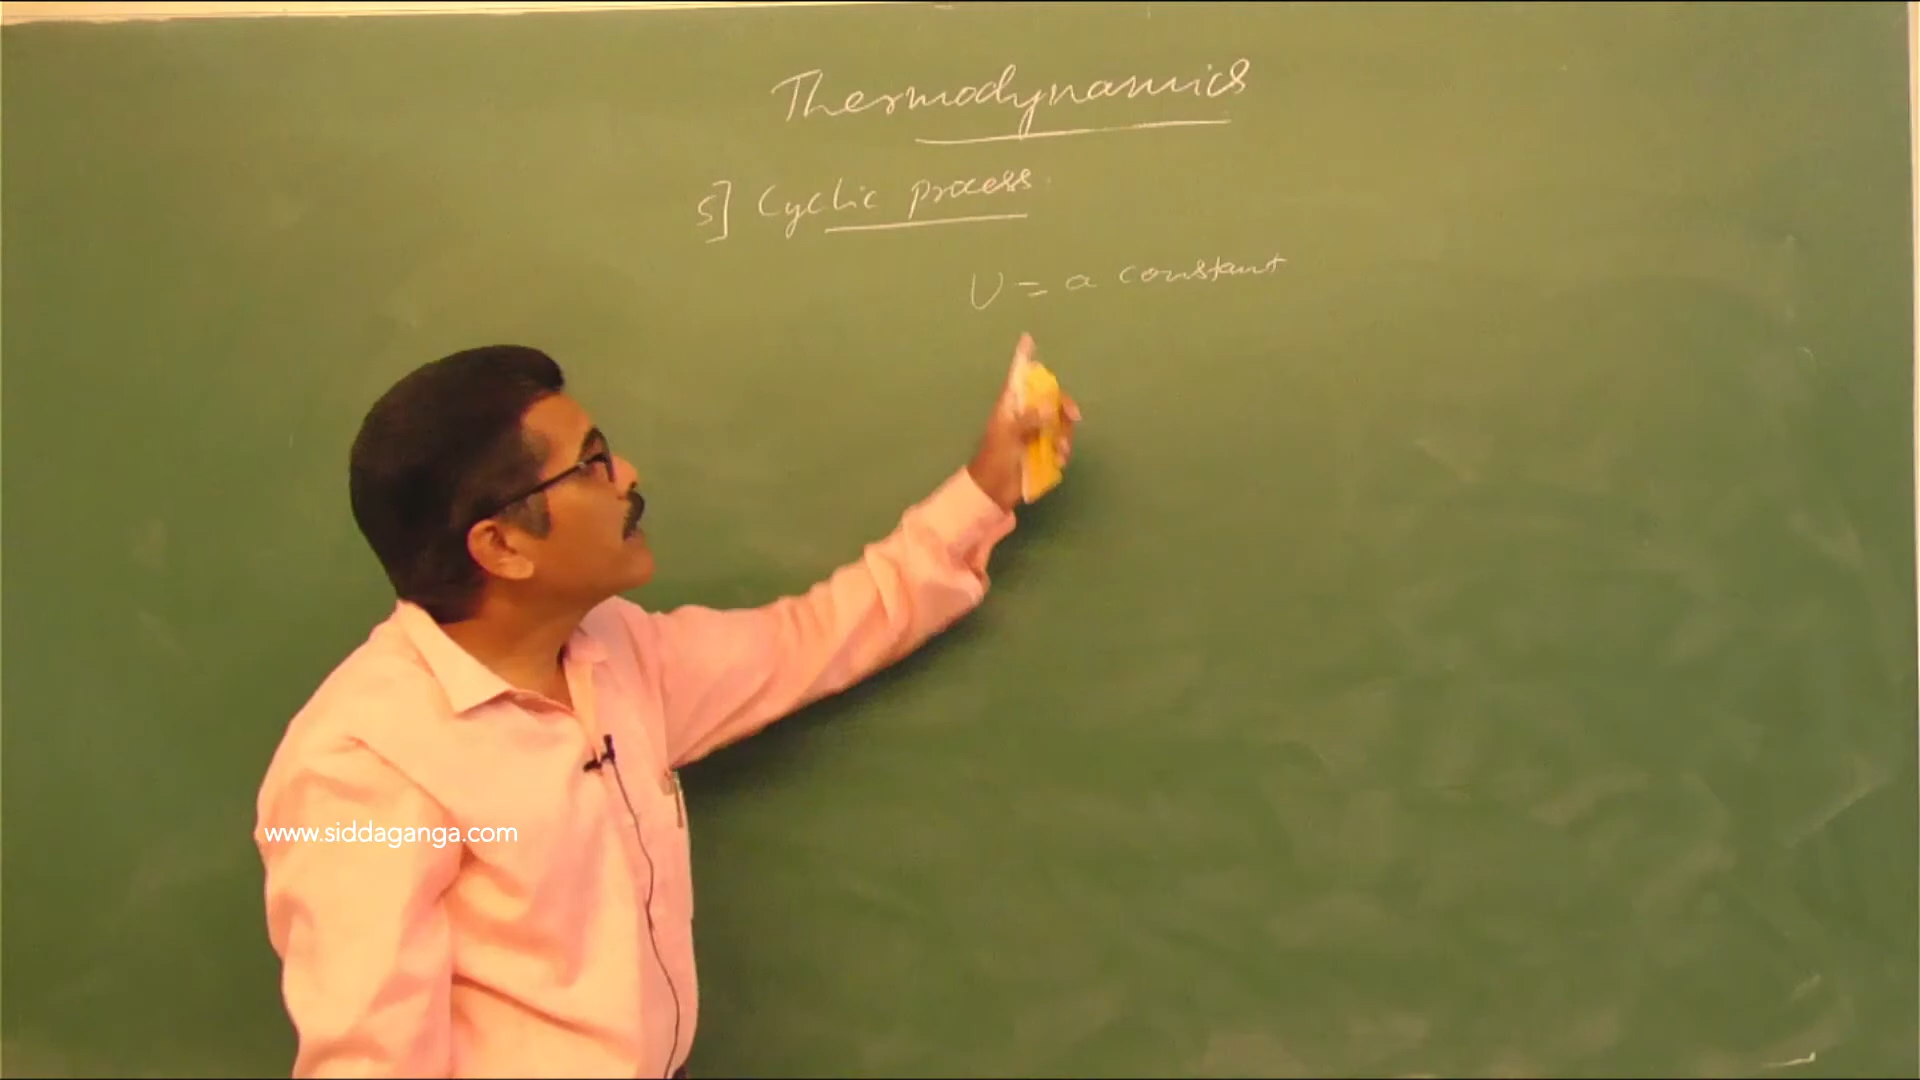 Thermodynamics
5] Cyclic process.
U = a constant
www.siddaganga.com